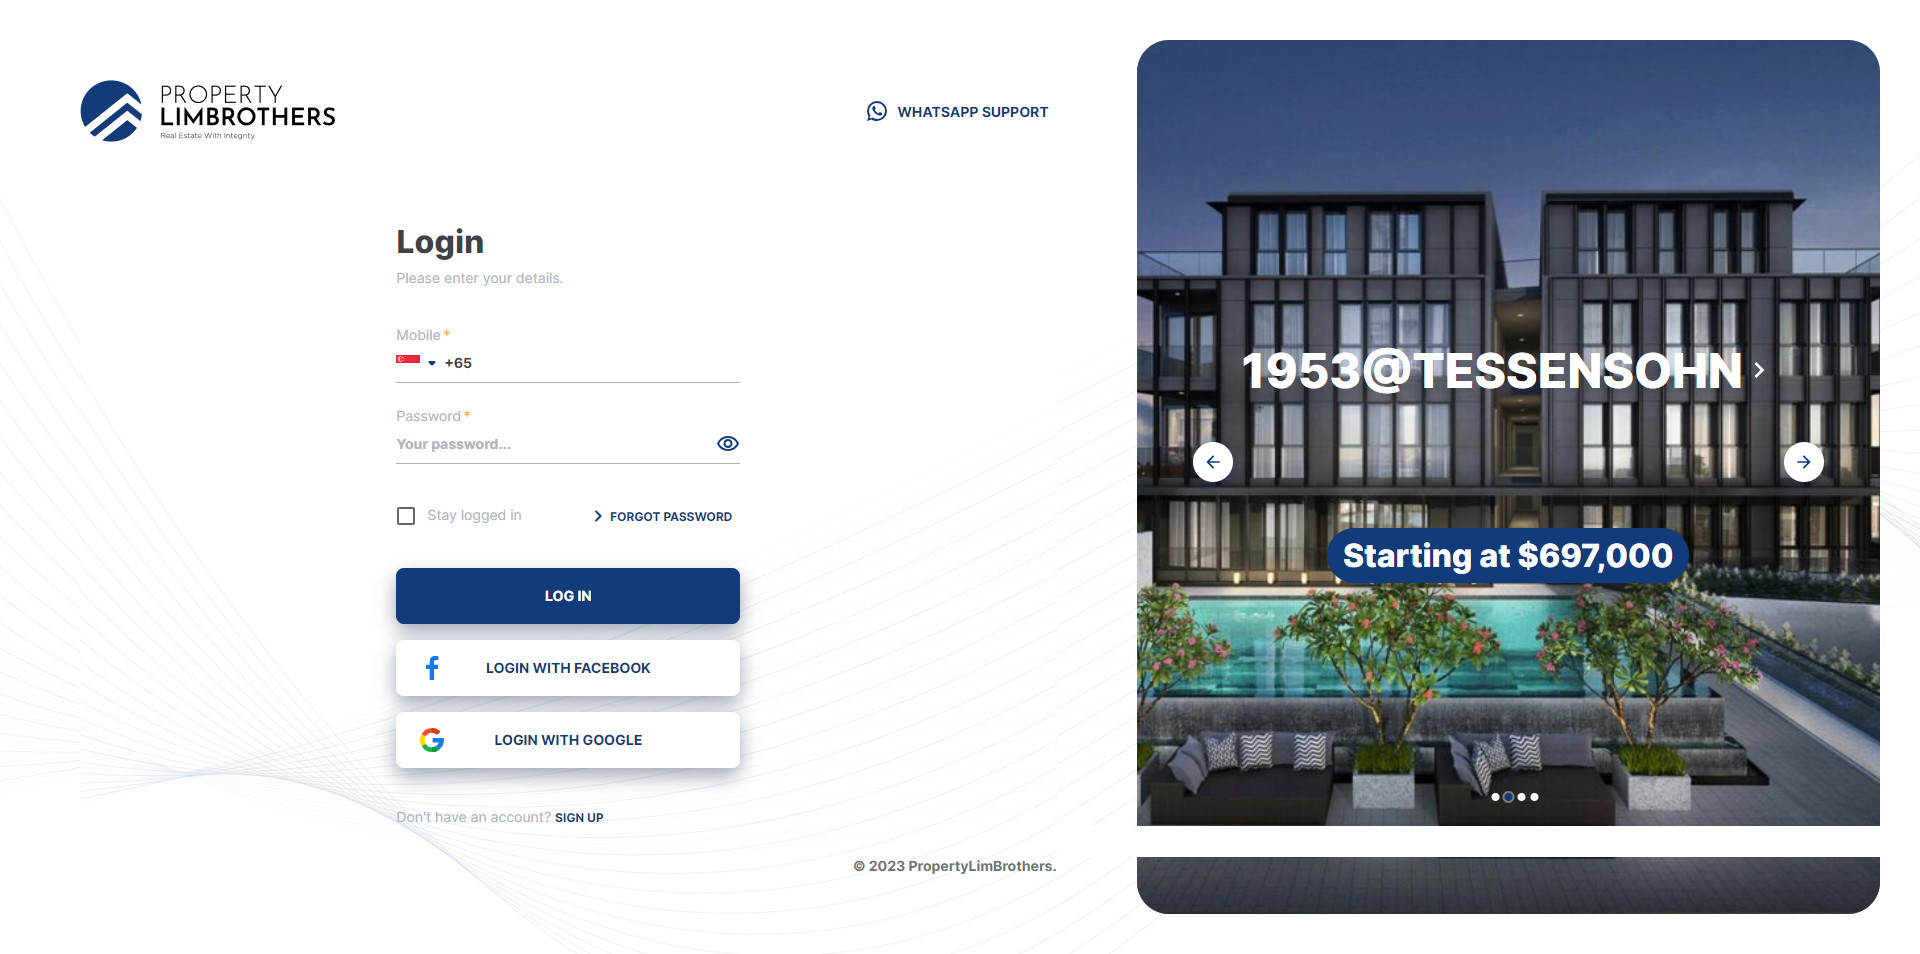 PROPERTY
LIMBROTHERS
Real Estate With Integrity
WHATSAPP SUPPORT
Login
Please enter your details.
Mobile *
+65
Password *
Your password...
Stay logged in
FORGOT PASSWORD
LOG IN
LOGIN WITH FACEBOOK
LOGIN WITH GOOGLE
Don't have an account? SIGN UP
© 2023 PropertyLimBrothers.
1953@TESSENSOHN
Starting at $697,000